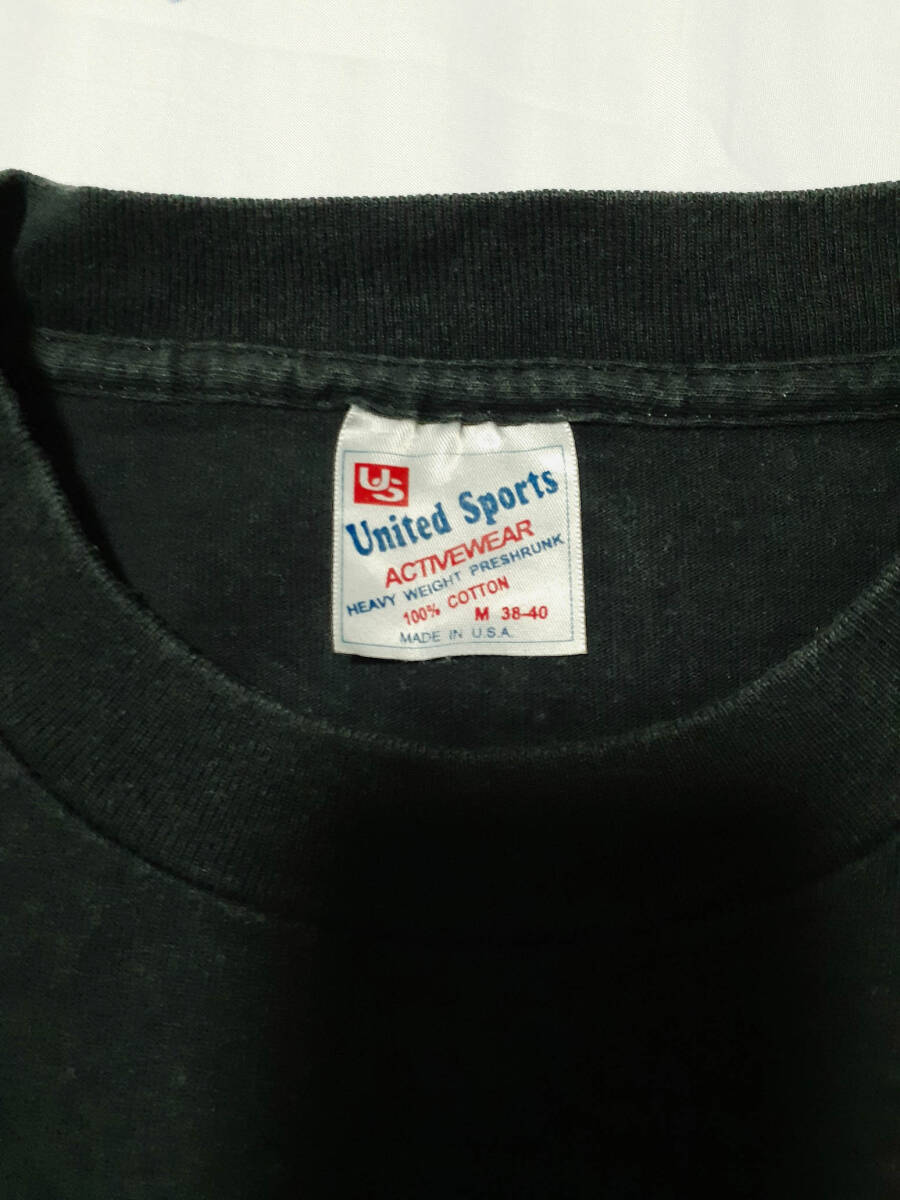 US
United Sports
ACTIVEWEAR
HEAVY WEIGHT PRESHRUNK
100% COTTON
M 38-40
MADE IN U.S.A.